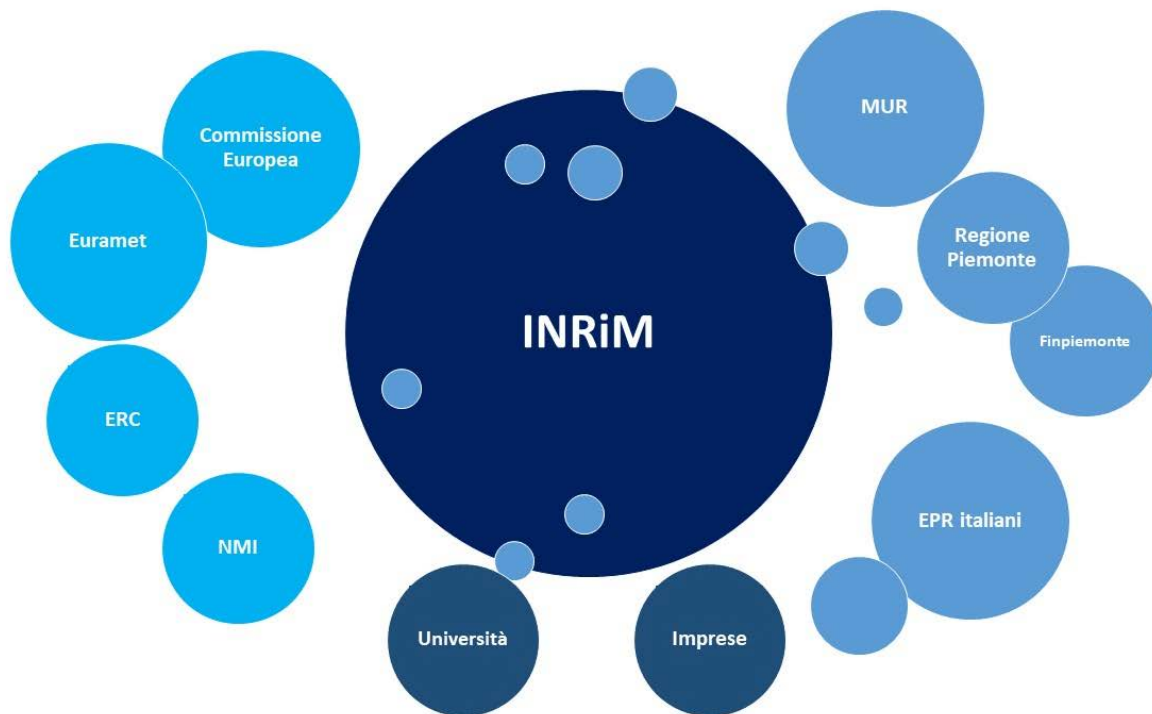 Commissione
Europea
Euramet
ERC
NMI
INRiM
Università
Imprese
MUR
Regione
Piemonte
Finpiemonte
EPR italiani